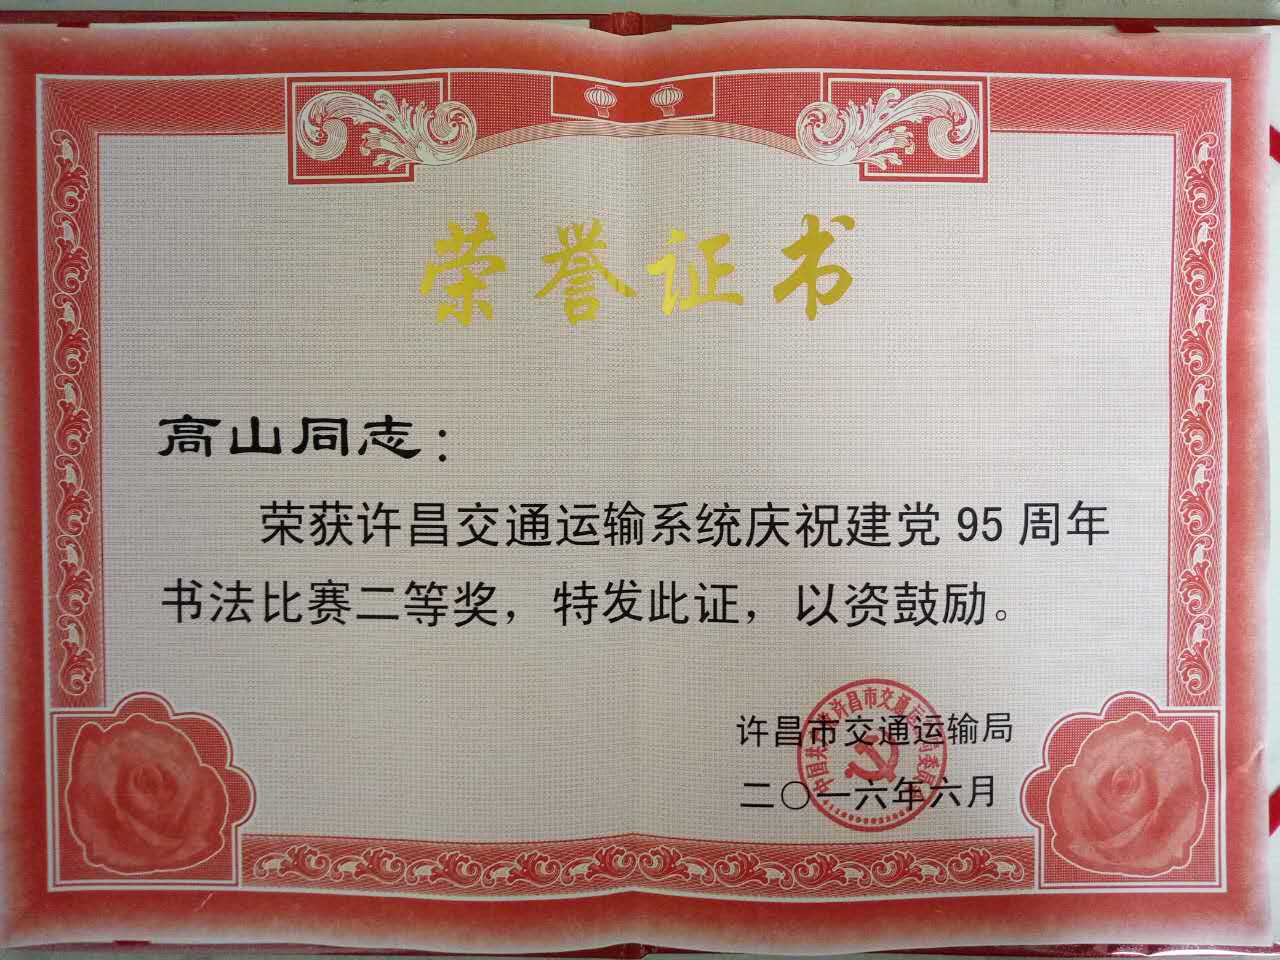 荣誉证书
高山同志：
荣获许昌交通运输系统庆祝建党95周年
书法比赛二等奖，特发此证，以资鼓励。
许昌市交通运输局
二〇一六年六月